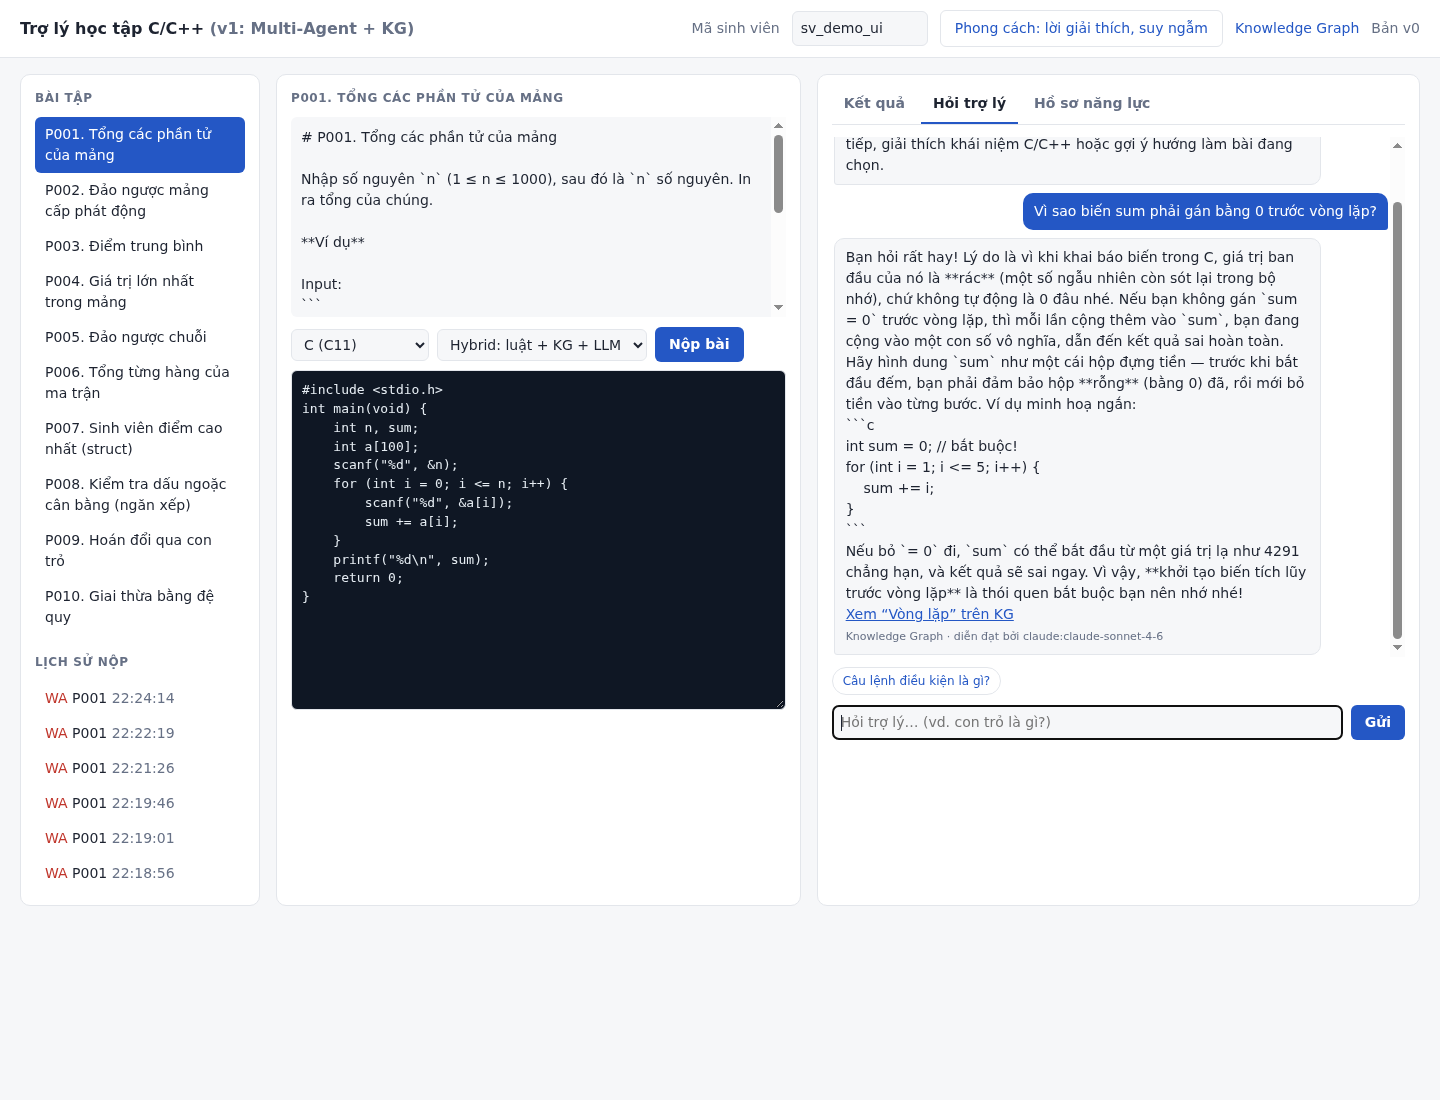 Trợ lý học tập C/C++ (v1: Multi-Agent + KG)
Mã sinh viên
sv_demo_ui
Phong cách: lời giải thích, suy ngẫm
Knowledge Graph
Bản v0
BÀI TẬP
P001. Tổng các phần tử
của mảng
P002. Đảo ngược mảng
cấp phát động
P003. Điểm trung bình
P004. Giá trị lớn nhất
trong mảng
P005. Đảo ngược chuỗi
P006. Tổng từng hàng của
ma trận
P007. Sinh viên điểm cao
nhất (struct)
P008. Kiểm tra dấu ngoặc
cân bằng (ngăn xếp)
P009. Hoán đổi qua con
trỏ
P010. Giai thừa bằng đệ
quy
LỊCH SỬ NỘP
WA P001 22:24:14
WA P001 22:22:19
WA P001 22:21:26
WA P001 22:19:46
WA P001 22:19:01
WA P001 22:18:56
P001. TỔNG CÁC PHẦN TỬ CỦA MẢNG
# P001. Tổng các phần tử của mảng
Nhập số nguyên `n` (1 ≤ n ≤ 1000), sau đó là `n` số nguyên. In
ra tổng của chúng.
**Ví dụ**
Input:
```
C (C11)
Hybrid: luật + KG + LLM
Nộp bài
#include <stdio.h>
int main(void) {
    int n, sum;
    int a[100];
    scanf("%d", &n);
    for (int i = 0; i <= n; i++) {
        scanf("%d", &a[i]);
        sum += a[i];
    }
    printf("%d\n", sum);
    return 0;
}
Kết quả
Hỏi trợ lý
Hồ sơ năng lực
tiếp, giải thích khái niệm C/C++ hoặc gợi ý hướng làm bài đang
chọn.
Vì sao biến sum phải gán bằng 0 trước vòng lặp?
Bạn hỏi rất hay! Lý do là vì khi khai báo biến trong C, giá trị ban
đầu của nó là **rác** (một số ngẫu nhiên còn sót lại trong bộ
nhớ), chứ không tự động là 0 đâu nhé. Nếu bạn không gán `sum
= 0` trước vòng lặp, thì mỗi lần cộng thêm vào `sum`, bạn đang
cộng vào một con số vô nghĩa, dẫn đến kết quả sai hoàn toàn.
Hãy hình dung `sum` như một cái hộp đựng tiền — trước khi bắt
đầu đếm, bạn phải đảm bảo hộp **rỗng** (bằng 0) đã, rồi mới bỏ
tiền vào từng bước. Ví dụ minh hoạ ngắn:
```c
int sum = 0; // bắt buộc!
for (int i = 1; i <= 5; i++) {
    sum += i;
}
```
Nếu bỏ `= 0` đi, `sum` có thể bắt đầu từ một giá trị lạ như 4291
chẳng hạn, và kết quả sẽ sai ngay. Vì vậy, **khởi tạo biến tích lũy
trước vòng lặp** là thói quen bắt buộc bạn nên nhớ nhé!
Xem “Vòng lặp” trên KG
Knowledge Graph · diễn đạt bởi claude:claude-sonnet-4-6
Câu lệnh điều kiện là gì?
Hỏi trợ lý... (vd. con trỏ là gì?)
Gửi